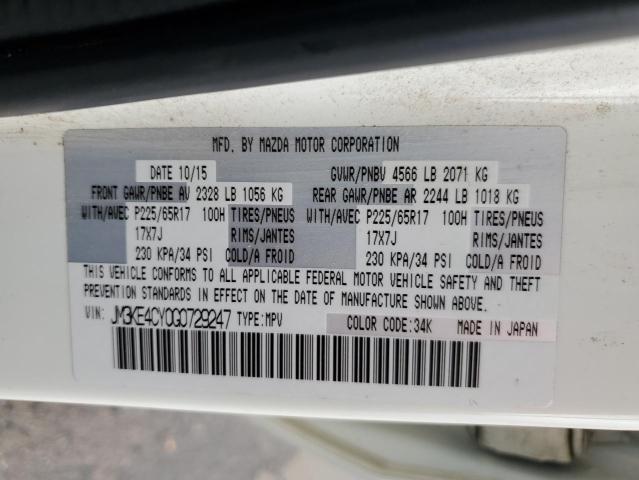 MFD. BY MAZDA MOTOR CORPORATION
DATE 10/15 GVWR/PNBV 4566 LB 2071 KG
FRONT GAWR/PNBE AV 2328 LB 1056 KG REAR GAWR/PNBE AR 2244 LB 1018 KG
WITH/AVEC P225/65R17 100H TIRES/PNEUS WITH/AVEC P225/65R17 100H TIRES/PNEUS
17X7J RIMS/JANTES 17X7J RIMS/JANTES
230 KPA/34 PSI COLD/A FROID 230 KPA/34 PSI COLD/A FROID
THIS VEHICLE CONFORMS TO ALL APPLICABLE FEDERAL MOTOR VEHICLE SAFETY AND THEFT
PREVENTION STANDARDS IN EFFECT ON THE DATE OF MANUFACTURE SHOWN ABOVE.
VIN: JM3KE4CY0G0729247 TYPE:MPV COLOR CODE:34K MADE IN JAPAN